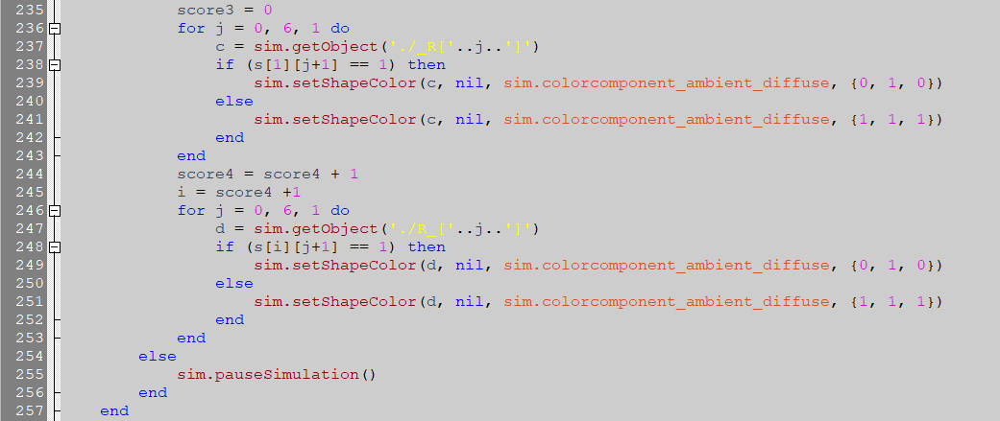 235 score3 = 0
236 for j = 0, 6, 1 do
237 c = sim.getObject('./_R['..j..']')
238 if (s[1][j+1] == 1) then
239 sim.setShapeColor(c, nil, sim.colorcomponent_ambient_diffuse, {0, 1, 0})
240 else
241 sim.setShapeColor(c, nil, sim.colorcomponent_ambient_diffuse, {1, 1, 1})
242 end
243 end
244 score4 = score4 + 1
245 i = score4 +1
246 for j = 0, 6, 1 do
247 d = sim.getObject('./R_['..j..']')
248 if (s[i][j+1] == 1) then
249 sim.setShapeColor(d, nil, sim.colorcomponent_ambient_diffuse, {0, 1, 0})
250 else
251 sim.setShapeColor(d, nil, sim.colorcomponent_ambient_diffuse, {1, 1, 1})
252 end
253 end
254 else
255 sim.pauseSimulation()
256 end
257 end